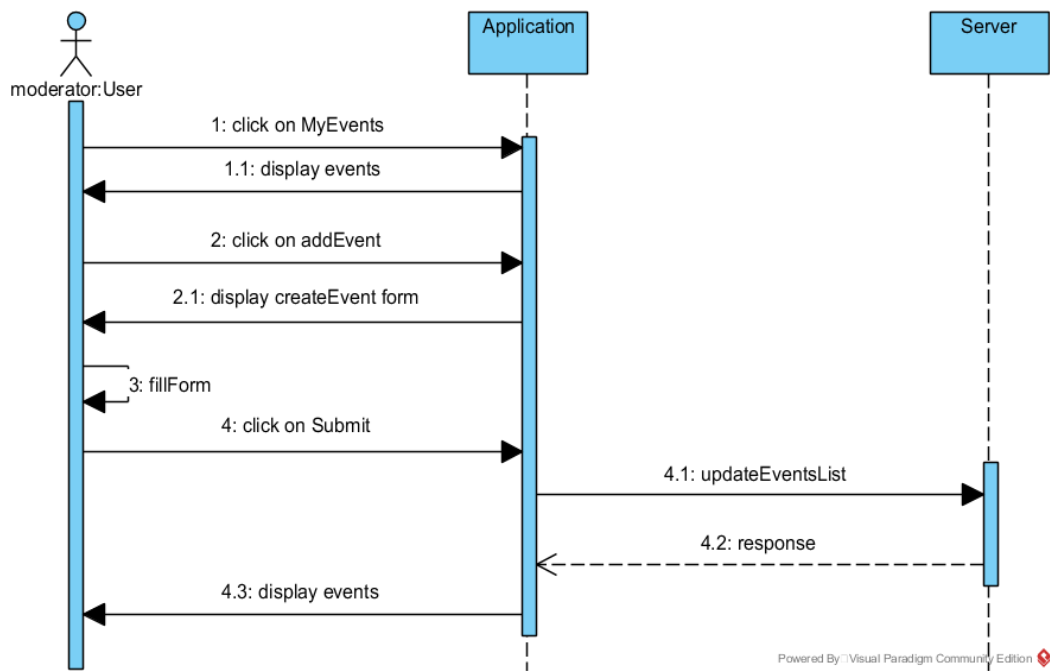 Application
Server
moderator:User
1: click on MyEvents
1.1: display events
2: click on addEvent
2.1: display createEvent form
3: fillForm
4: click on Submit
4.1: updateEventsList
4.2: response
4.3: display events
Powered By Visual Paradigm Community Edition